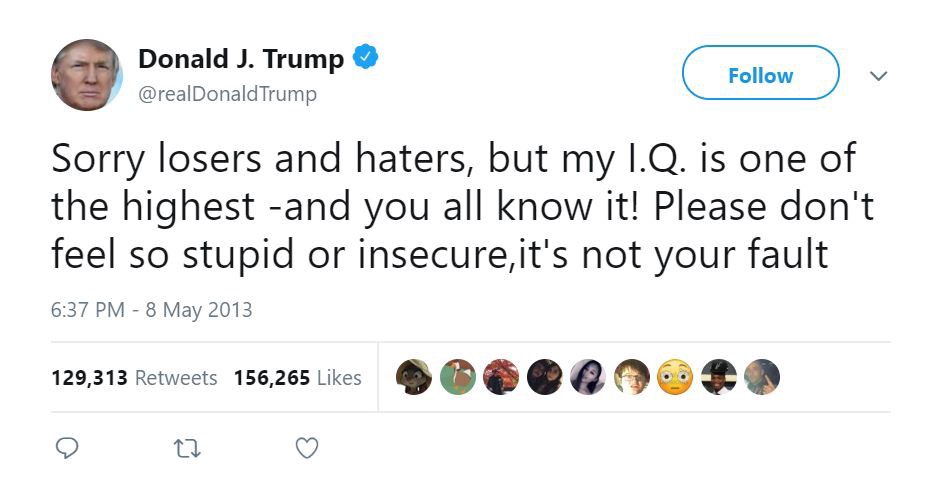 Donald J. Trump
@realDonaldTrump
Follow
Sorry losers and haters, but my I.Q. is one of
the highest -and you all know it! Please don't
feel so stupid or insecure,it's not your fault
6:37 PM - 8 May 2013
129,313 Retweets 156,265 Likes